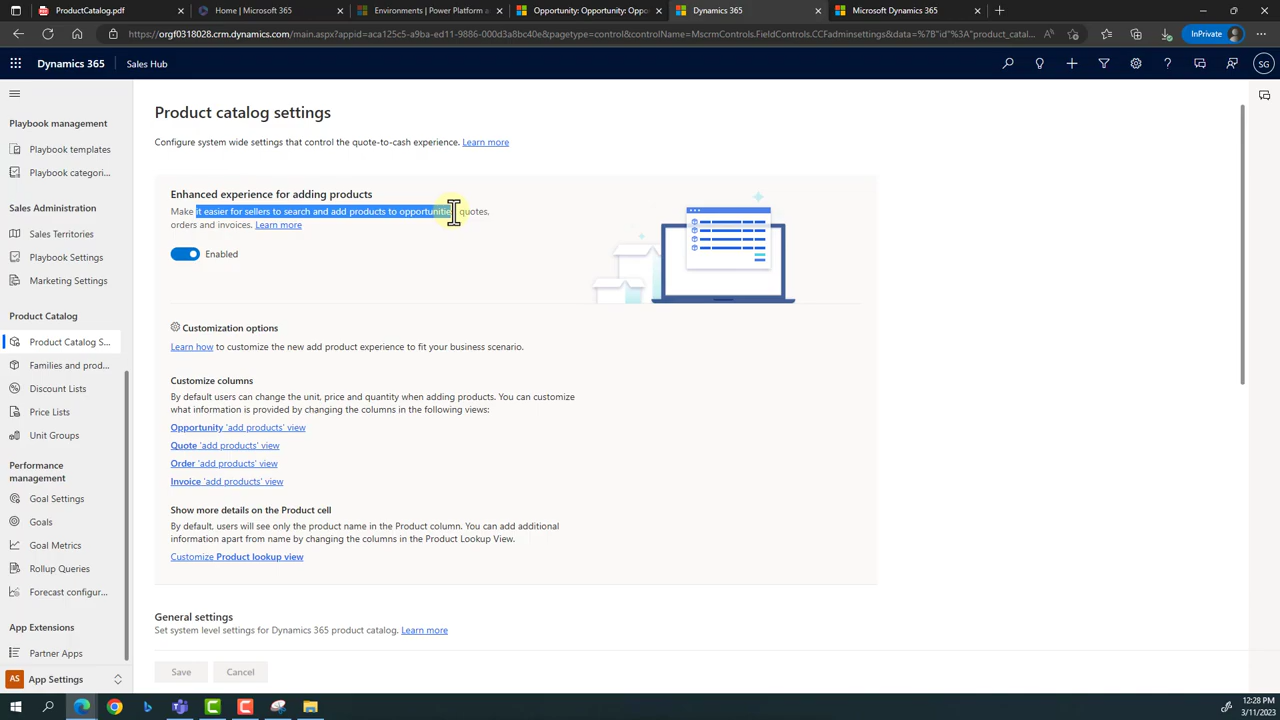 ProductCatalog.pdf
Home | Microsoft 365
Environments | Power Platform a
Opportunity: Opportunity: Oppo
Dynamics 365
Microsoft Dynamics 365
https://orgf0318028.crm.dynamics.com/main.aspx?appid=aca125c5-a9ba-ed11-9886-000d3a8bc40e&pagetype=control&controlName=MscrmControls.FieldControls.CCFadminsettings&data=%7B"id"%3A"product_cata...
InPrivate
Dynamics 365
Sales Hub
SG
Playbook management
Playbook templates
Playbook categori...
Sales Administration
Sales Territories
Playbook Settings
Marketing Settings
Product Catalog
Product Catalog S...
Families and prod...
Discount Lists
Price Lists
Unit Groups
Performance
management
Goal Settings
Goals
Goal Metrics
Rollup Queries
Forecast configur...
App Extensions
Partner Apps
AS
App Settings
Product catalog settings
Configure system wide settings that control the quote-to-cash experience. Learn more
Enhanced experience for adding products
Make it easier for sellers to search and add products to opportunities, quotes,
orders and invoices. Learn more
Enabled
Customization options
Learn how to customize the new add product experience to fit your business scenario.
Customize columns
By default users can change the unit, price and quantity when adding products. You can customize
what information is provided by changing the columns in the following views:
Opportunity 'add products' view
Quote 'add products' view
Order 'add products' view
Invoice 'add products' view
Show more details on the Product cell
By default, users will see only the product name in the Product column. You can add additional
information apart from name by changing the columns in the Product Lookup View.
Customize Product lookup view
General settings
Set system level settings for Dynamics 365 product catalog. Learn more
Save
Cancel
12:28 PM
3/11/2023